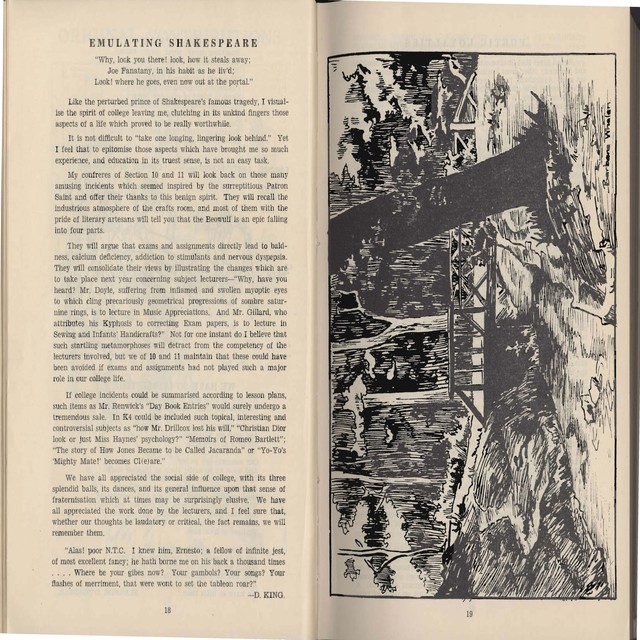 EMULATING SHAKESPEARE
"Why, look you there! look, how it steals away;
Joe Fanatany, in his habit as he liv'd;
Look! where he goes, even now out at the portal."
Like the perturbed prince of Shakespeare's famous tragedy, I visual-
ise the spirit of college leaving me, clutching in its unkind fingers those
aspects of a life which proved to be really worthwhile.
It is not difficult to "take one longing, lingering look behind." Yet
I feel that to epitomise those aspects which have brought me so much
experience, and education in its truest sense, is not an easy task.
My confreres of Section 10 and 11 will look back on those many
amusing incidents which seemed inspired by the surreptitious Patron
Saint and offer their thanks to this benign spirit. They will recall the
industrious atmosphere of the crafts room, and most of them with the
pride of literary artesans will tell you that the Beowulf is an epic falling
into four parts.
They will argue that exams and assignments directly lead to bald-
ness, calcium deficiency, addiction to stimulants and nervous dyspepsia.
They will consolidate their views by illustrating the changes which are
to take place next year concerning subject lecturers—"Why, have you
heard? Mr. Doyle, suffering from inflamed and swollen myoptic eyes
to which cling precariously geometrical progressions of sombre satur-
nine rings, is to lecture in Music Appreciations. And Mr. Gillard, who
attributes his Kyphosis to correcting Exam papers, is to lecture in
Sewing and Infants' Handicrafts?" Not for one instant do I believe that
such startling metamorphoses will detract from the competency of the
lecturers involved, but we of 10 and 11 maintain that these could have
been avoided if exams and assignments had not played such a major
role in our college life.
If college incidents could be summarised according to lesson plans,
such items as Mr. Renwick's "Day Book Entries" would surely undergo a
tremendous sale. In K4 could be included such topical, interesting and
controversial subjects as "how Mr. Drillcox lost his will," "Christian Dior
look or just Miss Haynes' psychology?" "Memoirs of Romeo Bartlett";
"The story of How Jones Became to be Called Jacaranda" or "Yo-Yo's
'Mighty Mate!' becomes
We have all appreciated the social side of college, with its three
splendid balls, its dances, and its general influence upon that sense of
fraternisation which at times may be surprisingly elusive. We have
all appreciated the work done by the lecturers, and I feel sure that,
whether our thoughts be laudatory or critical, the fact remains, we will
remember them.
"Alas! poor N.T.C. I knew him, Ernesto; a fellow of infinite jest,
of most excellent fancy; he hath borne me on his back a thousand times
. . . . Where be your gibes now? Your gambols? Your songs? Your
flashes of merriment, that were wont to set the tableon roar?"
—D. KING.
18
Barbara Whelan
19